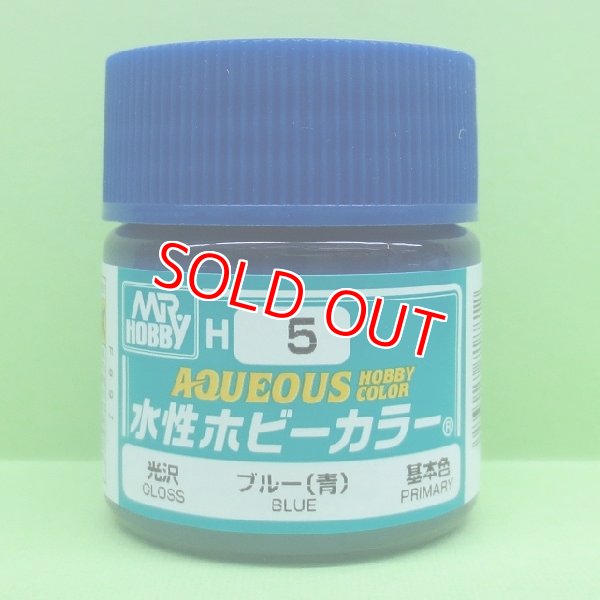 SOLD OUT
MR
HOBBY
H 5
AQUEOUS HOBBY COLOR
水性ホビーカラー®
光沢 ブルー(青) 基本色
GLOSS BLUE PRIMARY